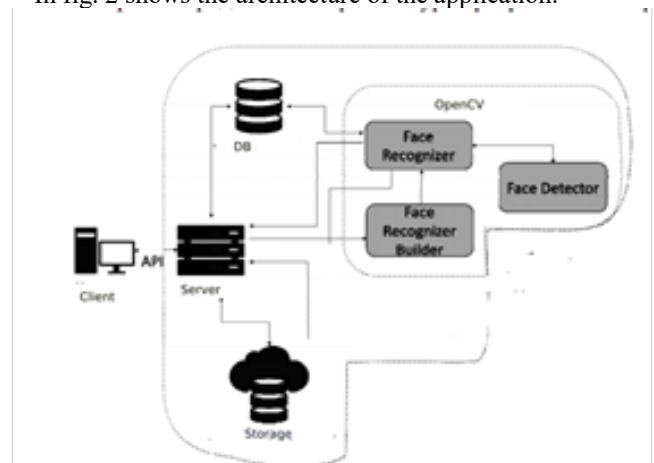 In fig. 2 shows the architecture of the application.
OpenCV
DB
Face
Recognizer
Face Detector
Face
Recognizer
Builder
API
Server
Client
Storage